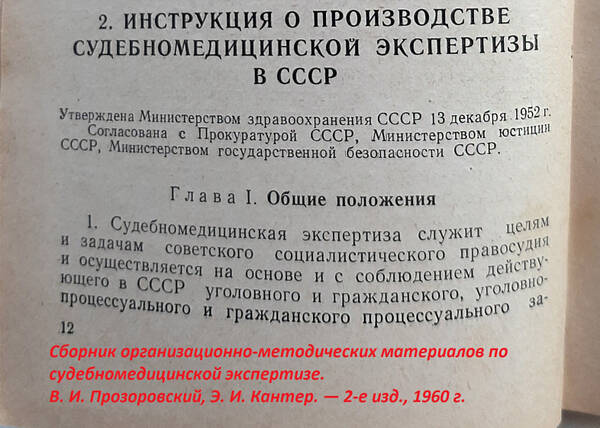 2. ИНСТРУКЦИЯ О ПРОИЗВОДСТВЕ
СУДЕБНОМЕДИЦИНСКОЙ ЭКСПЕРТИЗЫ
В СССР
Утверждена Министерством здравоохранения СССР 13 декабря 1952 г.
Согласована с Прокуратурой СССР, Министерством юстиции
СССР, Министерством государственной безопасности СССР.
Глава I. Общие положения
1. Судебномедицинская экспертиза служит целям
и задачам советского социалистического правосудия
и осуществляется на основе и с соблюдением действу-
ющего в СССР уголовного и гражданского, уголовно-
процессуального и гражданского процессуального за-
12
Сборник организационно-методических материалов по
судебномедицинской экспертизе.
В. И. Прозоровский, Э. И. Кантер. — 2-е изд., 1960 г.